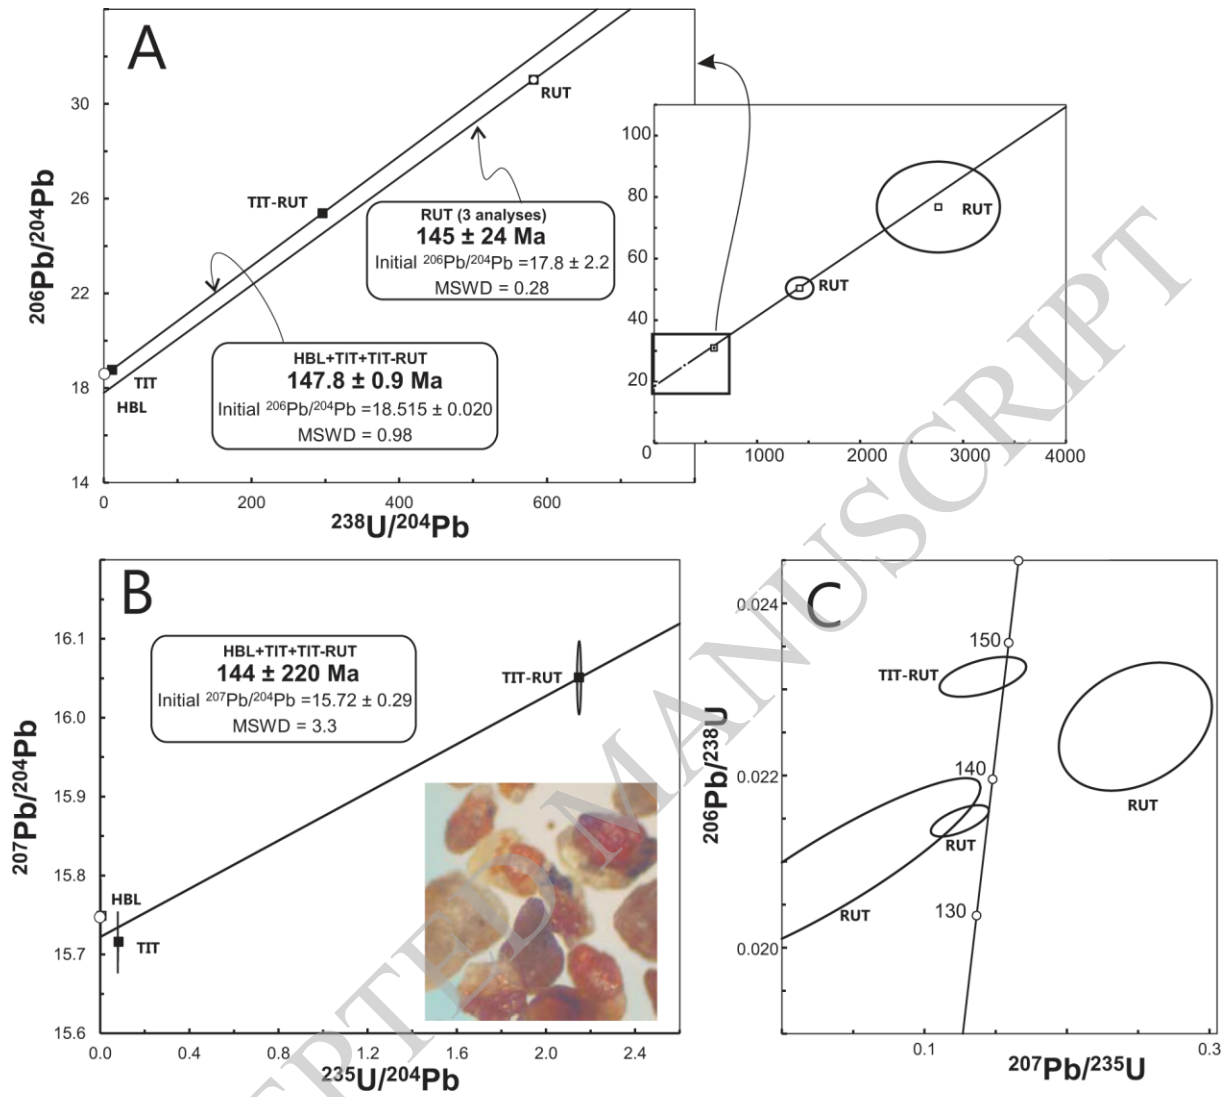 A
30
26
22
18
14
206Pb/204Pb
0
200
400
600
238U/204Pb
RUT
TIT-RUT
TIT
HBL
RUT (3 analyses)
145 ± 24 Ma
Initial 206Pb/204Pb =17.8 ± 2.2
MSWD = 0.28
HBL+TIT+TIT-RUT
147.8 ± 0.9 Ma
Initial 206Pb/204Pb =18.515 ± 0.020
MSWD = 0.98
100
80
60
40
20
0
0
1000
2000
3000
4000
RUT
RUT
B
16.1
16.0
15.9
15.8
15.7
15.6
207Pb/204Pb
0.0
0.4
0.8
1.2
1.6
2.0
2.4
235U/204Pb
HBL+TIT+TIT-RUT
144 ± 220 Ma
Initial 207Pb/204Pb =15.72 ± 0.29
MSWD = 3.3
TIT-RUT
HBL
TIT
C
0.024
0.022
0.020
206Pb/238U
0.1
0.3
207Pb/235U
150
140
130
TIT-RUT
RUT
RUT
RUT
ACCEPTED MANUSCRIPT